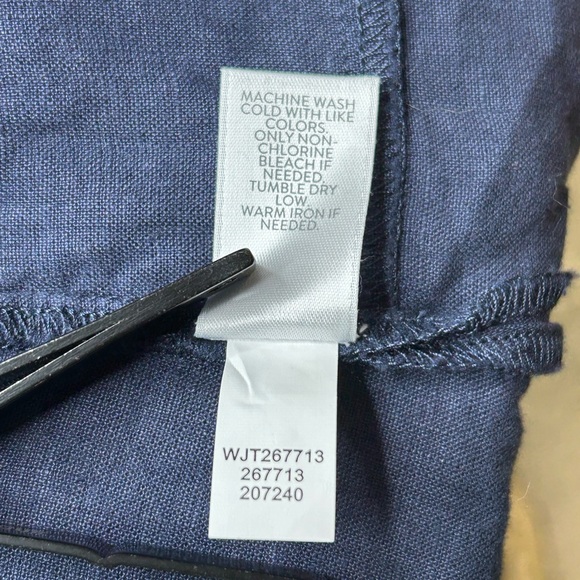 MACHINE WASH
COLD WITH LIKE
COLORS.
ONLY NON-
CHLORINE
BLEACH IF
NEEDED.
TUMBLE DRY
LOW.
WARM IRON IF
NEEDED.
WJT267713
267713
207240